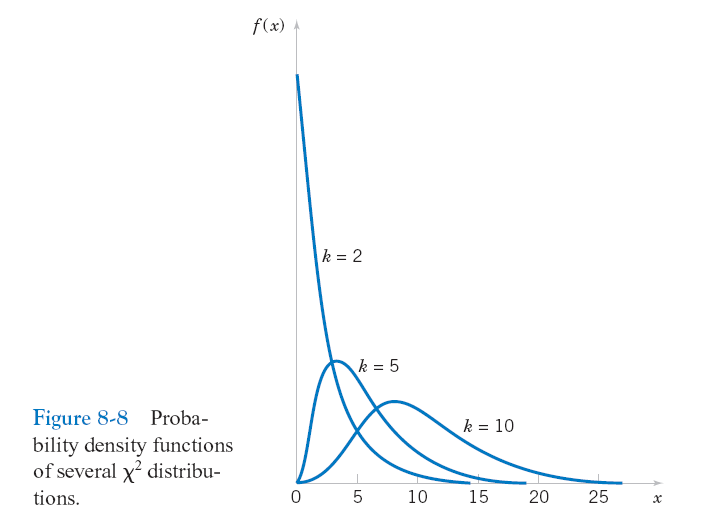 f(x)
k = 2
k = 5
k = 10
0 5 10 15 20 25 x
Figure 8-8 Proba-
bility density functions
of several χ² distribu-
tions.